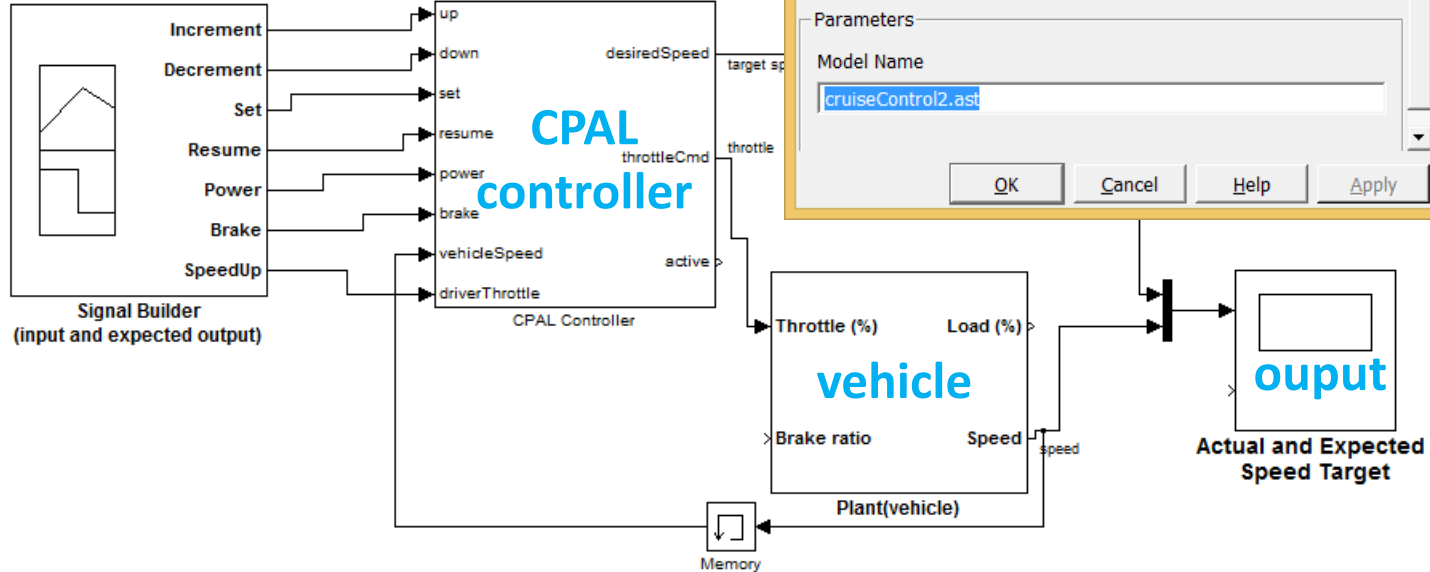 Increment
Decrement
Set
Resume
Power
Brake
SpeedUp
Signal Builder
(input and expected output)
up
down
set
resume
power
brake
vehicleSpeed
driverThrottle
desiredSpeed
throttleCmd
active
CPAL
controller
CPAL Controller
target sp
throttle
Parameters
Model Name
cruiseControl2.ast
OK
Cancel
Help
Apply
Throttle (%)
Load (%)
vehicle
Brake ratio
Speed
speed
Plant(vehicle)
Memory
ouput
Actual and Expected
Speed Target